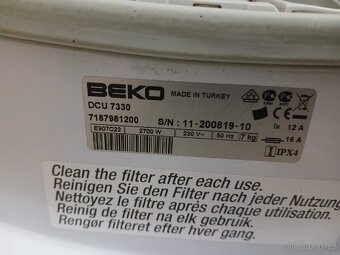 BEKO MADE IN TURKEY
DCU 7330
7187981200 S/N : 11-200819-10
E907C22 2700 W 230 V~ 50 Hz 7 kg
12 A
16 A
IPX4
Clean the filter after each use.
Reinigen Sie den Filter nach jeder Nutzung
Nettoyez le filtre après chaque utilisation.
Reinig de filter na elk gebruik.
Rengør filteret efter hver gang.